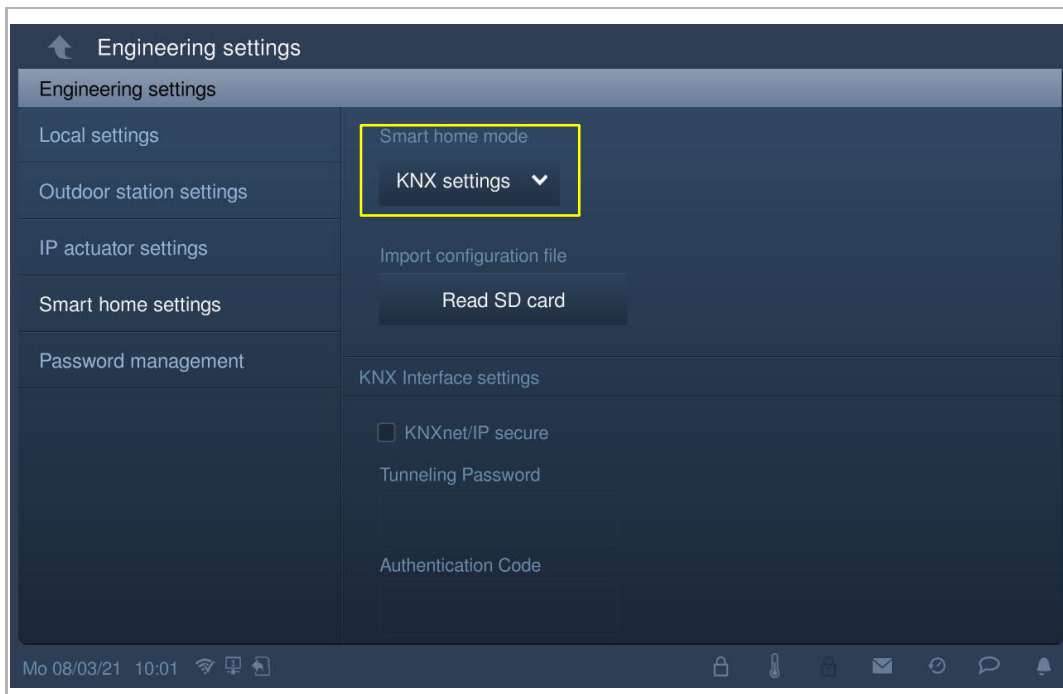 Engineering settings
Engineering settings
Local settings
Outdoor station settings
IP actuator settings
Smart home settings
Password management
Smart home mode
KNX settings
Import configuration file
Read SD card
KNX Interface settings
KNXnet/IP secure
Tunneling Password
Authentication Code
Mo 08/03/21 10:01